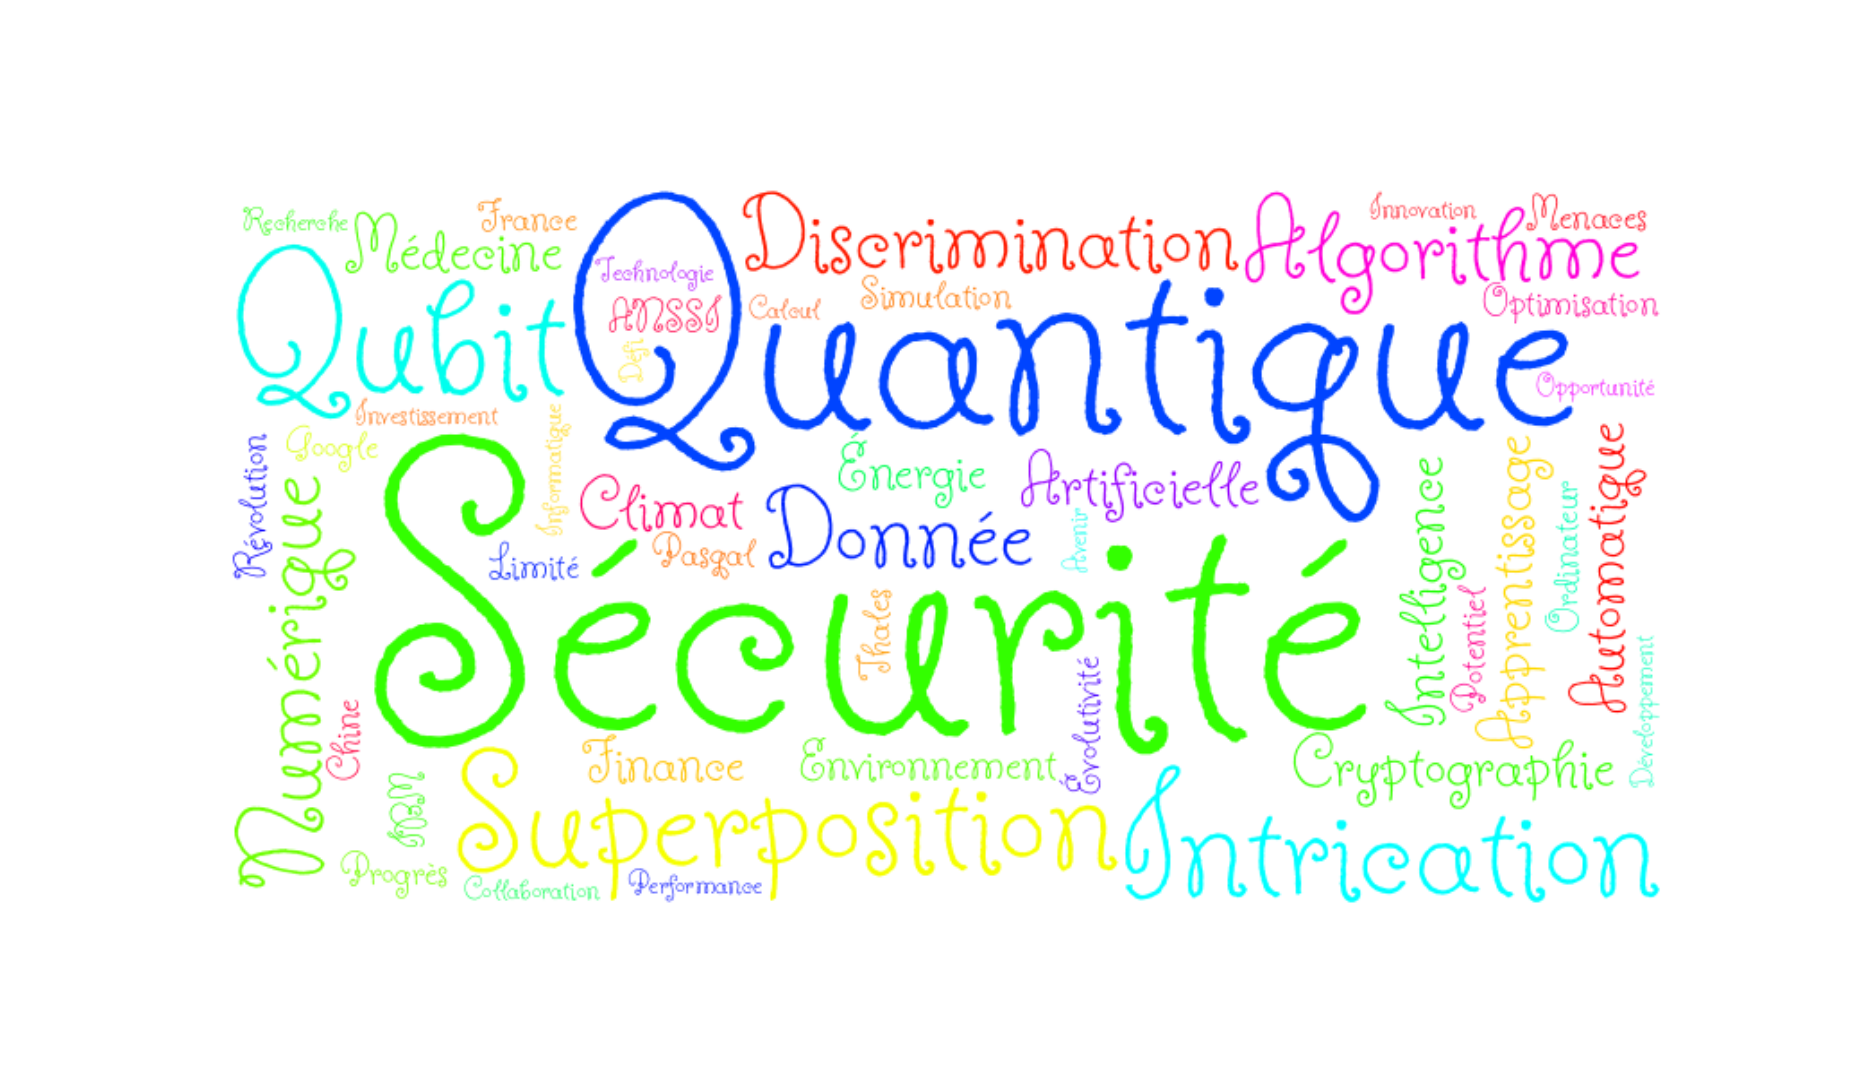 Recherche
Médecine
France
Discrimination
Algorithme
Innovation
Menaces
Qubit
Quantique
Technologie
ANSSI
Défi
Calcul
Simulation
Optimisation
Opportunité
Investissement
Google
Informatique
Révolution
Numérique
Climat
Énergie
Artificielle
Donnée
Limité
Pasqal
Avenir
Sécurité
Thales
Évolutivité
Intelligence
Potentiel
Apprentissage
Ordinateur
Automatique
Développement
Chine
IBM
Finance
Environnement
Cryptographie
Superposition
Intrication
Progrès
Collaboration
Performance